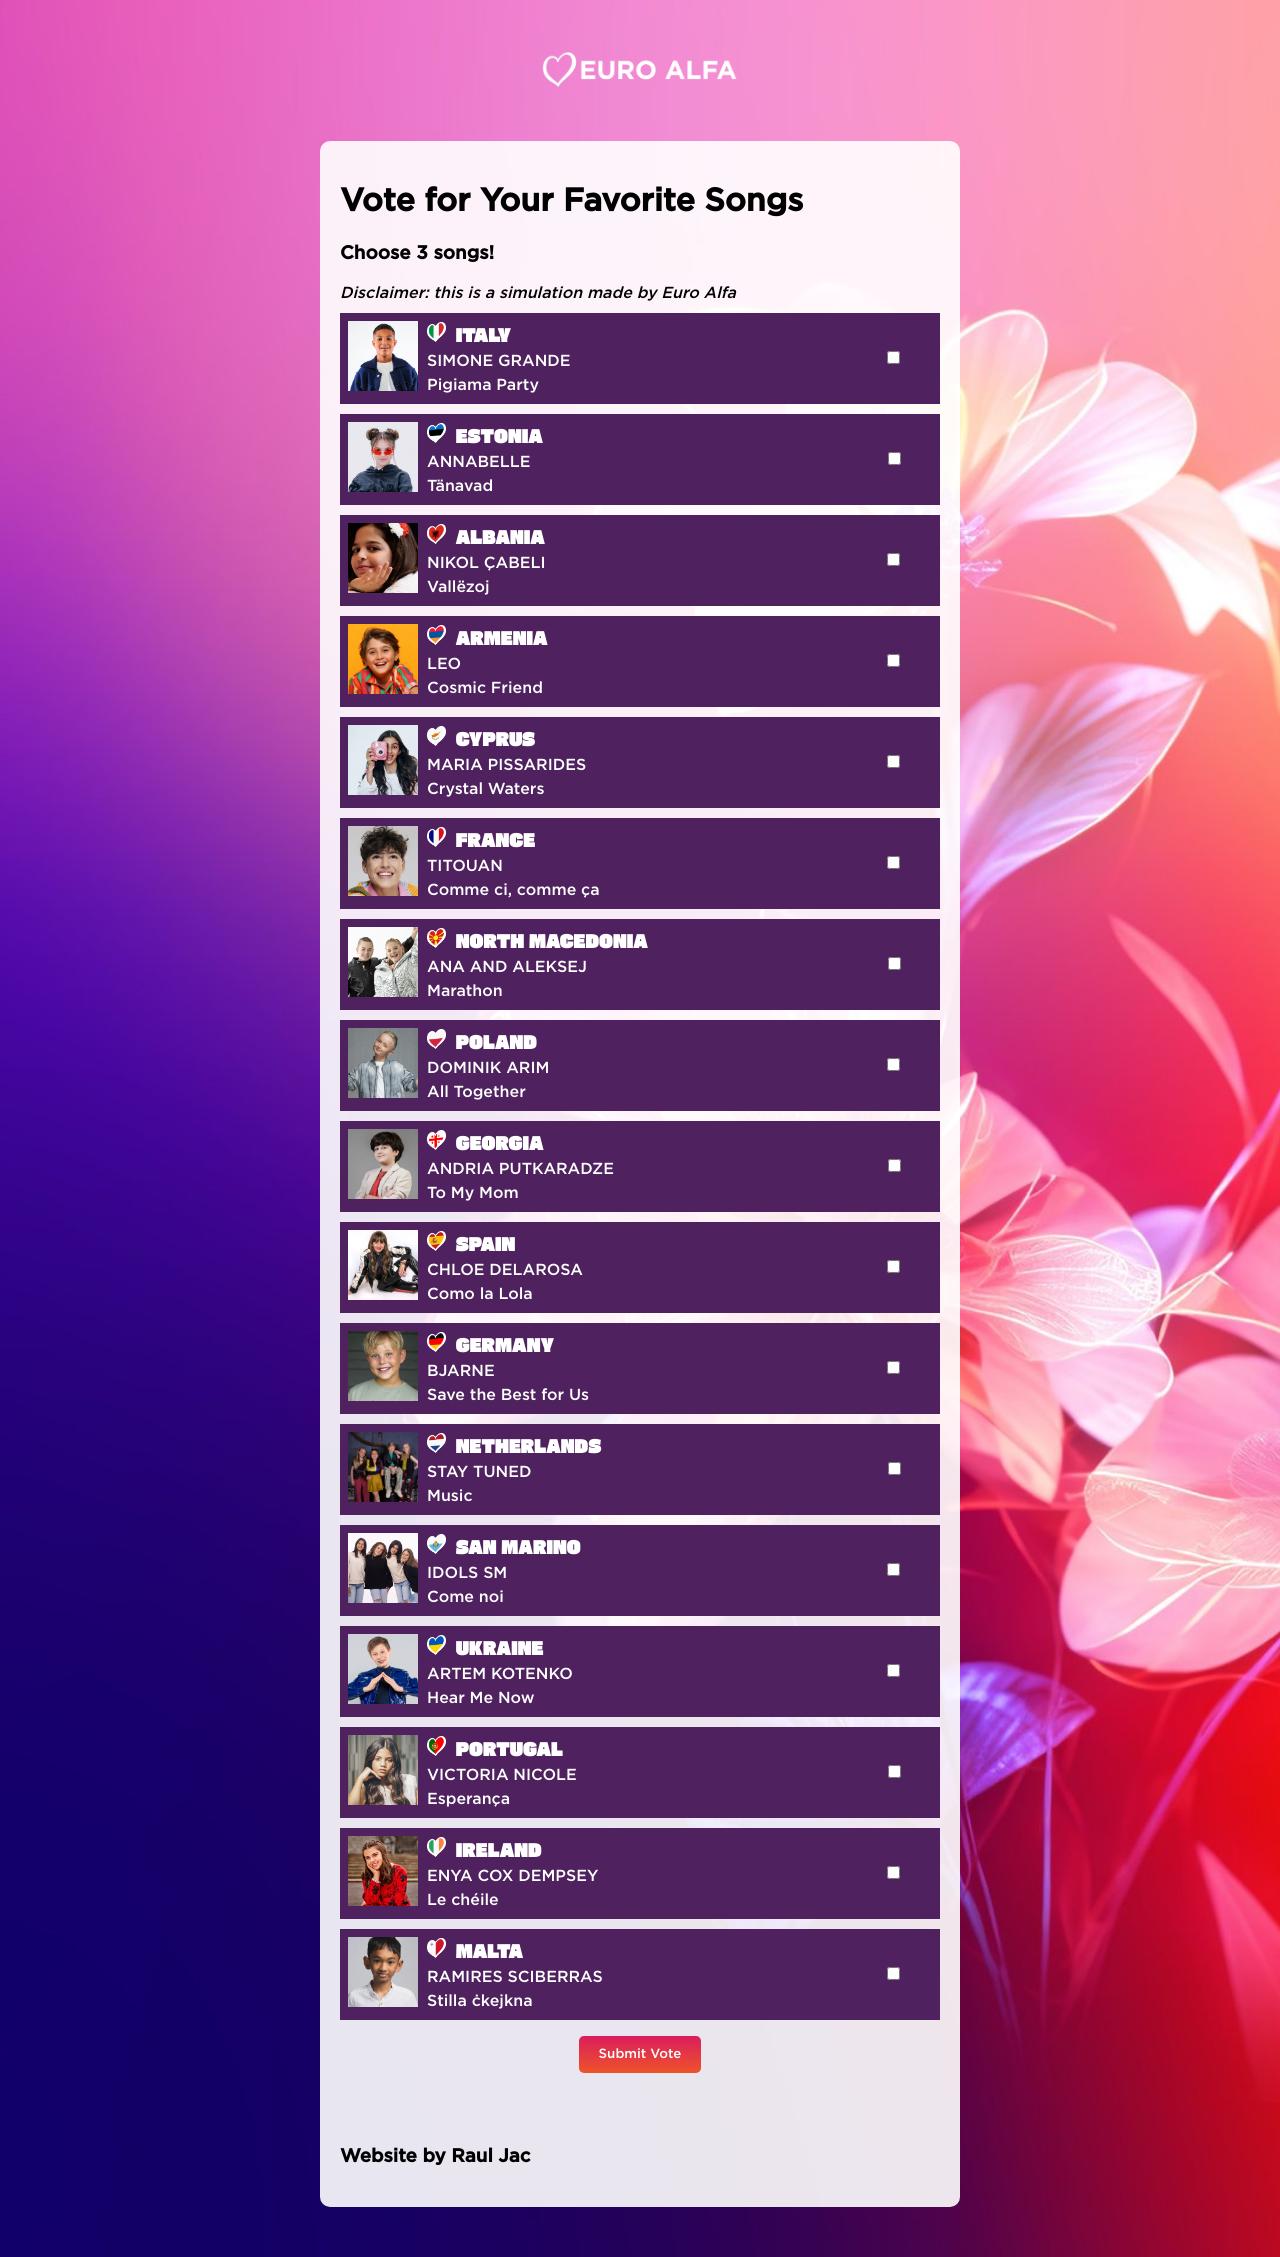 EURO ALFA
Vote for Your Favorite Songs
Choose 3 songs!
Disclaimer: this is a simulation made by Euro Alfa
ITALY
SIMONE GRANDE
Pigiama Party
ESTONIA
ANNABELLE
Tänavad
ALBANIA
NIKOL ÇABELI
Vallëzoj
ARMENIA
LEO
Cosmic Friend
CYPRUS
MARIA PISSARIDES
Crystal Waters
FRANCE
TITOUAN
Comme ci, comme ça
NORTH MACEDONIA
ANA AND ALEKSEJ
Marathon
POLAND
DOMINIK ARIM
All Together
GEORGIA
ANDRIA PUTKARADZE
To My Mom
SPAIN
CHLOE DELAROSA
Como la Lola
GERMANY
BJARNE
Save the Best for Us
NETHERLANDS
STAY TUNED
Music
SAN MARINO
IDOLS SM
Come noi
UKRAINE
ARTEM KOTENKO
Hear Me Now
PORTUGAL
VICTORIA NICOLE
Esperança
IRELAND
ENYA COX DEMPSEY
Le chéile
MALTA
RAMIRES SCIBERRAS
Stilla ċkejkna
Submit Vote
Website by Raul Jac